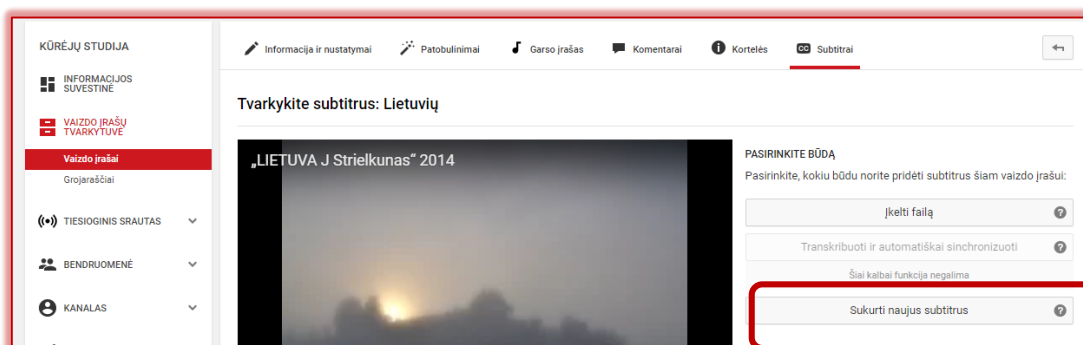 KŪRĖJŲ STUDIJA
INFORMACIJOS
SUVESTINĖ
VAIZDO ĮRAŠŲ
TVARKYTUVĖ
Vaizdo įrašai
Grojaraščiai
TIESIOGINIS SRAUTAS
BENDRUOMENĖ
KANALAS
Informacija ir nustatymai
Patobulinimai
Garso įrašas
Komentarai
Kortelės
CC Subtitrai
Tvarkykite subtitrus: Lietuvių
„LIETUVA J Strielkunas“ 2014
PASIRINKITE BŪDĄ
Pasirinkite, kokiu būdu norite pridėti subtitrus šiam vaizdo įrašui:
Įkelti failą ?
Transkribuoti ir automatiškai sinchronizuoti ?
Šiai kalbai funkcija negalima
Sukurti naujus subtitrus ?